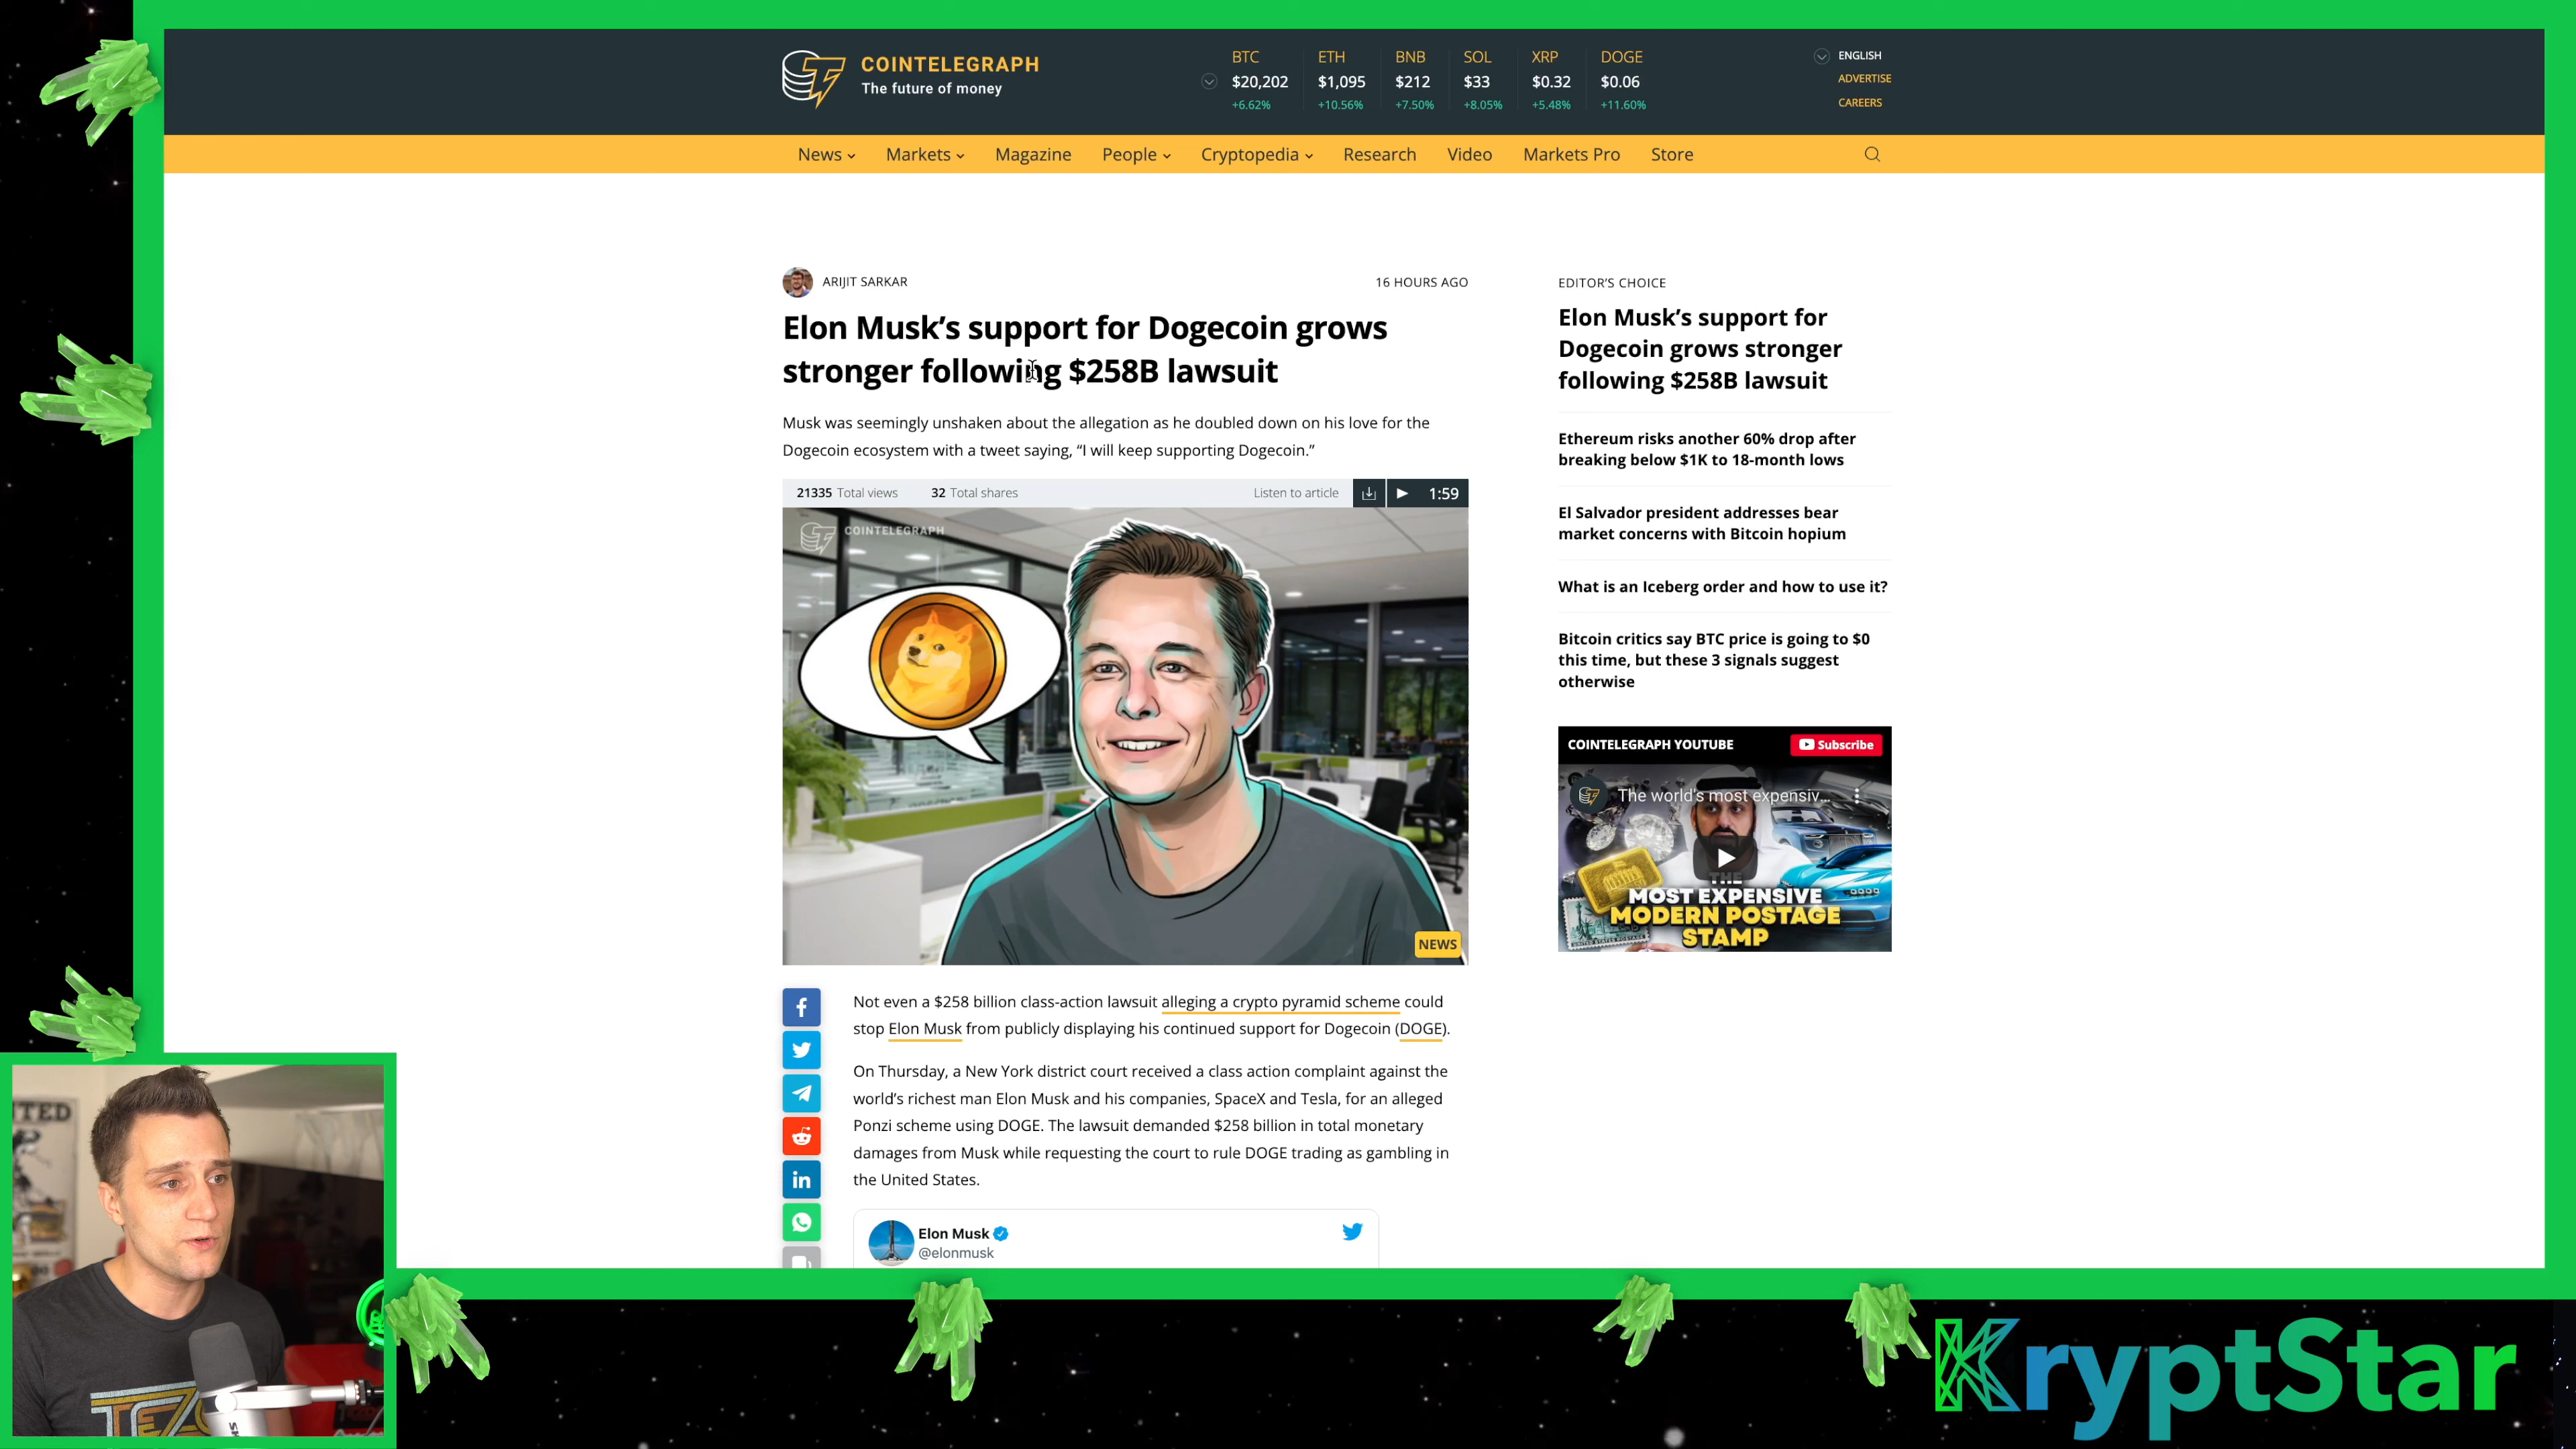 COINTELEGRAPH
The future of money
BTC
$20,202
+6.62%
ETH
$1,095
+10.56%
BNB
$212
+7.50%
SOL
$33
+8.05%
XRP
$0.32
+5.48%
DOGE
$0.06
+11.60%
ENGLISH
ADVERTISE
CAREERS
News Markets Magazine People Cryptopedia Research Video Markets Pro Store
ARIJIT SARKAR
16 HOURS AGO
Elon Musk’s support for Dogecoin grows
stronger following $258B lawsuit
Musk was seemingly unshaken about the allegation as he doubled down on his love for the
Dogecoin ecosystem with a tweet saying, “I will keep supporting Dogecoin.”
21335 Total views 32 Total shares Listen to article 1:59
COINTELEGRAPH
NEWS
Not even a $258 billion class-action lawsuit alleging a crypto pyramid scheme could
stop Elon Musk from publicly displaying his continued support for Dogecoin (DOGE).
On Thursday, a New York district court received a class action complaint against the
world’s richest man Elon Musk and his companies, SpaceX and Tesla, for an alleged
Ponzi scheme using DOGE. The lawsuit demanded $258 billion in total monetary
damages from Musk while requesting the court to rule DOGE trading as gambling in
the United States.
Elon Musk
@elonmusk
EDITOR’S CHOICE
Elon Musk’s support for
Dogecoin grows stronger
following $258B lawsuit
Ethereum risks another 60% drop after
breaking below $1K to 18-month lows
El Salvador president addresses bear
market concerns with Bitcoin hopium
What is an Iceberg order and how to use it?
Bitcoin critics say BTC price is going to $0
this time, but these 3 signals suggest
otherwise
COINTELEGRAPH YOUTUBE
Subscribe
The world's most expensiv...
THE
MOST EXPENSIVE
MODERN POSTAGE
STAMP
TED
TEZO
KryptStar